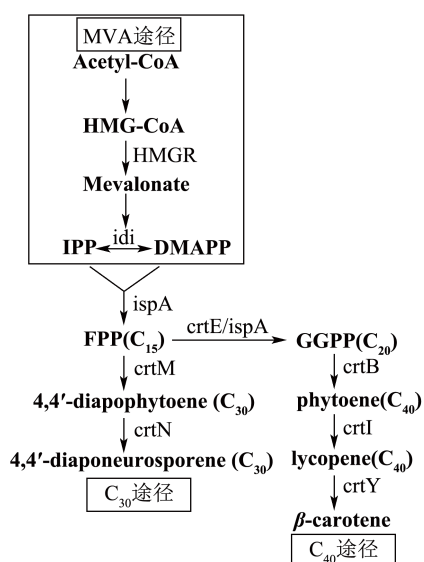 MVA途径
Acetyl-CoA
HMG-CoA
HMGR
Mevalonate
IPP idi DMAPP
ispA
FPP(C₁₅) crtE/ispA GGPP(C₂₀)
crtM crtB
4,4′-diapophytoene (C₃₀) phytoene(C₄₀)
crtN crtI
4,4′-diaponeurosporene (C₃₀) lycopene(C₄₀)
C₃₀途径 crtY
β-carotene
C₄₀途径